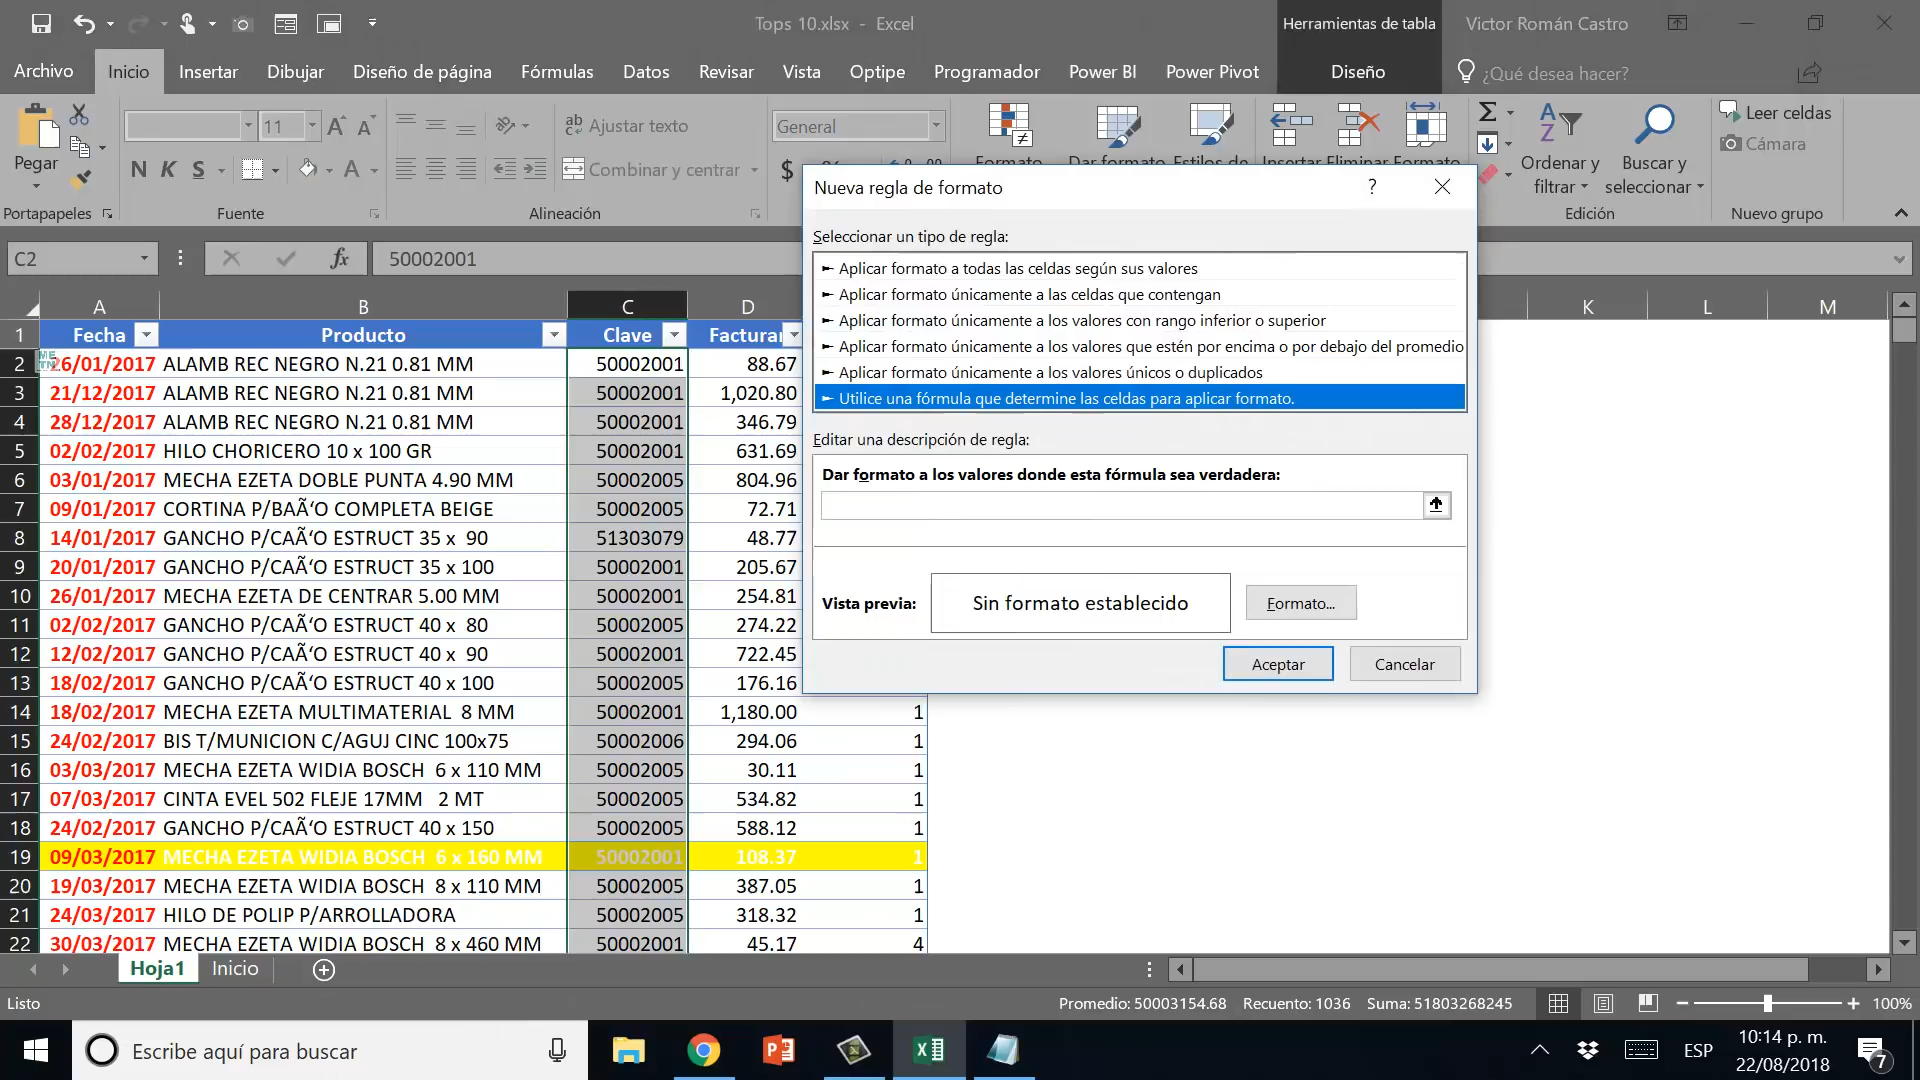 Tops 10.xlsx - Excel
Herramientas de tabla
Victor Román Castro
Archivo Inicio Insertar Dibujar Diseño de página Fórmulas Datos Revisar Vista Optipe Programador Power BI Power Pivot Diseño ¿Qué desea hacer?
Pegar
11
Ajustar texto
General
Leer celdas
Formato Dar formato Estilos de Insertar Eliminar Formato
N K S
Combinar y centrar
$ %
Ordenar y filtrar
Buscar y seleccionar
Cámara
Portapapeles Fuente Alineación Edición Nuevo grupo
C2 fx 50002001
A B C D K L M
1 Fecha Producto Clave Factura
2 26/01/2017 ALAMB REC NEGRO N.21 0.81 MM 50002001 88.67
3 21/12/2017 ALAMB REC NEGRO N.21 0.81 MM 50002001 1,020.80
4 28/12/2017 ALAMB REC NEGRO N.21 0.81 MM 50002001 346.79
5 02/02/2017 HILO CHORICERO 10 x 100 GR 50002001 631.69
6 03/01/2017 MECHA EZETA DOBLE PUNTA 4.90 MM 50002005 804.96
7 09/01/2017 CORTINA P/BAÃ‘O COMPLETA BEIGE 50002005 72.71
8 14/01/2017 GANCHO P/CAÃ‘O ESTRUCT 35 x  90 51303079 48.77
9 20/01/2017 GANCHO P/CAÃ‘O ESTRUCT 35 x 100 50002001 205.67
10 26/01/2017 MECHA EZETA DE CENTRAR 5.00 MM 50002001 254.81
11 02/02/2017 GANCHO P/CAÃ‘O ESTRUCT 40 x  80 50002005 274.22
12 12/02/2017 GANCHO P/CAÃ‘O ESTRUCT 40 x  90 50002001 722.45
13 18/02/2017 GANCHO P/CAÃ‘O ESTRUCT 40 x 100 50002005 176.16
14 18/02/2017 MECHA EZETA MULTIMATERIAL  8 MM 50002001 1,180.00 1
15 24/02/2017 BIS T/MUNICION C/AGUJ CINC 100x75 50002006 294.06 1
16 03/03/2017 MECHA EZETA WIDIA BOSCH  6 x 110 MM 50002005 30.11 1
17 07/03/2017 CINTA EVEL 502 FLEJE 17MM   2 MT 50002005 534.82 1
18 24/02/2017 GANCHO P/CAÃ‘O ESTRUCT 40 x 150 50002005 588.12 1
19 09/03/2017 MECHA EZETA WIDIA BOSCH  6 x 160 MM 50002001 108.37 1
20 19/03/2017 MECHA EZETA WIDIA BOSCH  8 x 110 MM 50002005 387.05 1
21 24/03/2017 HILO DE POLIP P/ARROLLADORA 50002005 318.32 1
22 30/03/2017 MECHA EZETA WIDIA BOSCH  8 x 460 MM 50002001 45.17 4
Nueva regla de formato ?
Seleccionar un tipo de regla:
Aplicar formato a todas las celdas según sus valores
Aplicar formato únicamente a las celdas que contengan
Aplicar formato únicamente a los valores con rango inferior o superior
Aplicar formato únicamente a los valores que estén por encima o por debajo del promedio
Aplicar formato únicamente a los valores únicos o duplicados
Utilice una fórmula que determine las celdas para aplicar formato.
Editar una descripción de regla:
Dar formato a los valores donde esta fórmula sea verdadera:
Vista previa: Sin formato establecido Formato...
Aceptar Cancelar
Hoja1 Inicio
Listo Promedio: 50003154.68 Recuento: 1036 Suma: 51803268245 100%
Escribe aquí para buscar
ESP
10:14 p. m.
22/08/2018
7